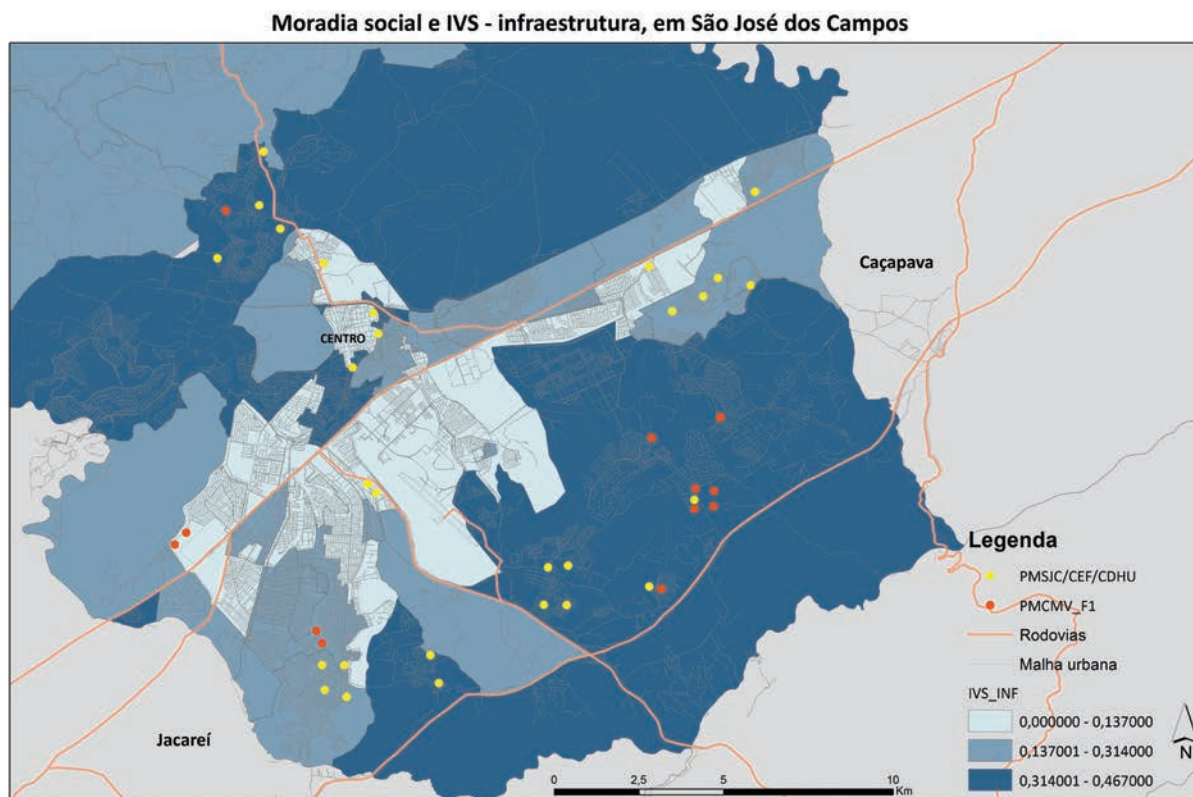 Moradia social e IVS - infraestrutura, em São José dos Campos
Caçapava
CENTRO
Jacareí
Legenda
PMSJC/CEF/CDHU
PMCMV_F1
Rodovias
Malha urbana
IVS_INF
0,000000 - 0,137000
0,137001 - 0,314000
0,314001 - 0,467000
N
0 2,5 5 10
Km